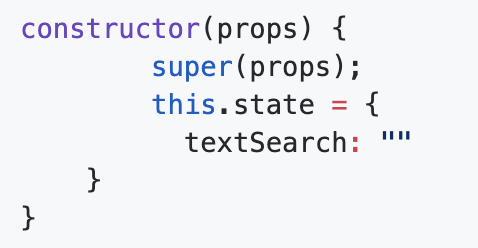 constructor(props) {
super(props);
this.state = {
textSearch: ""
}
}